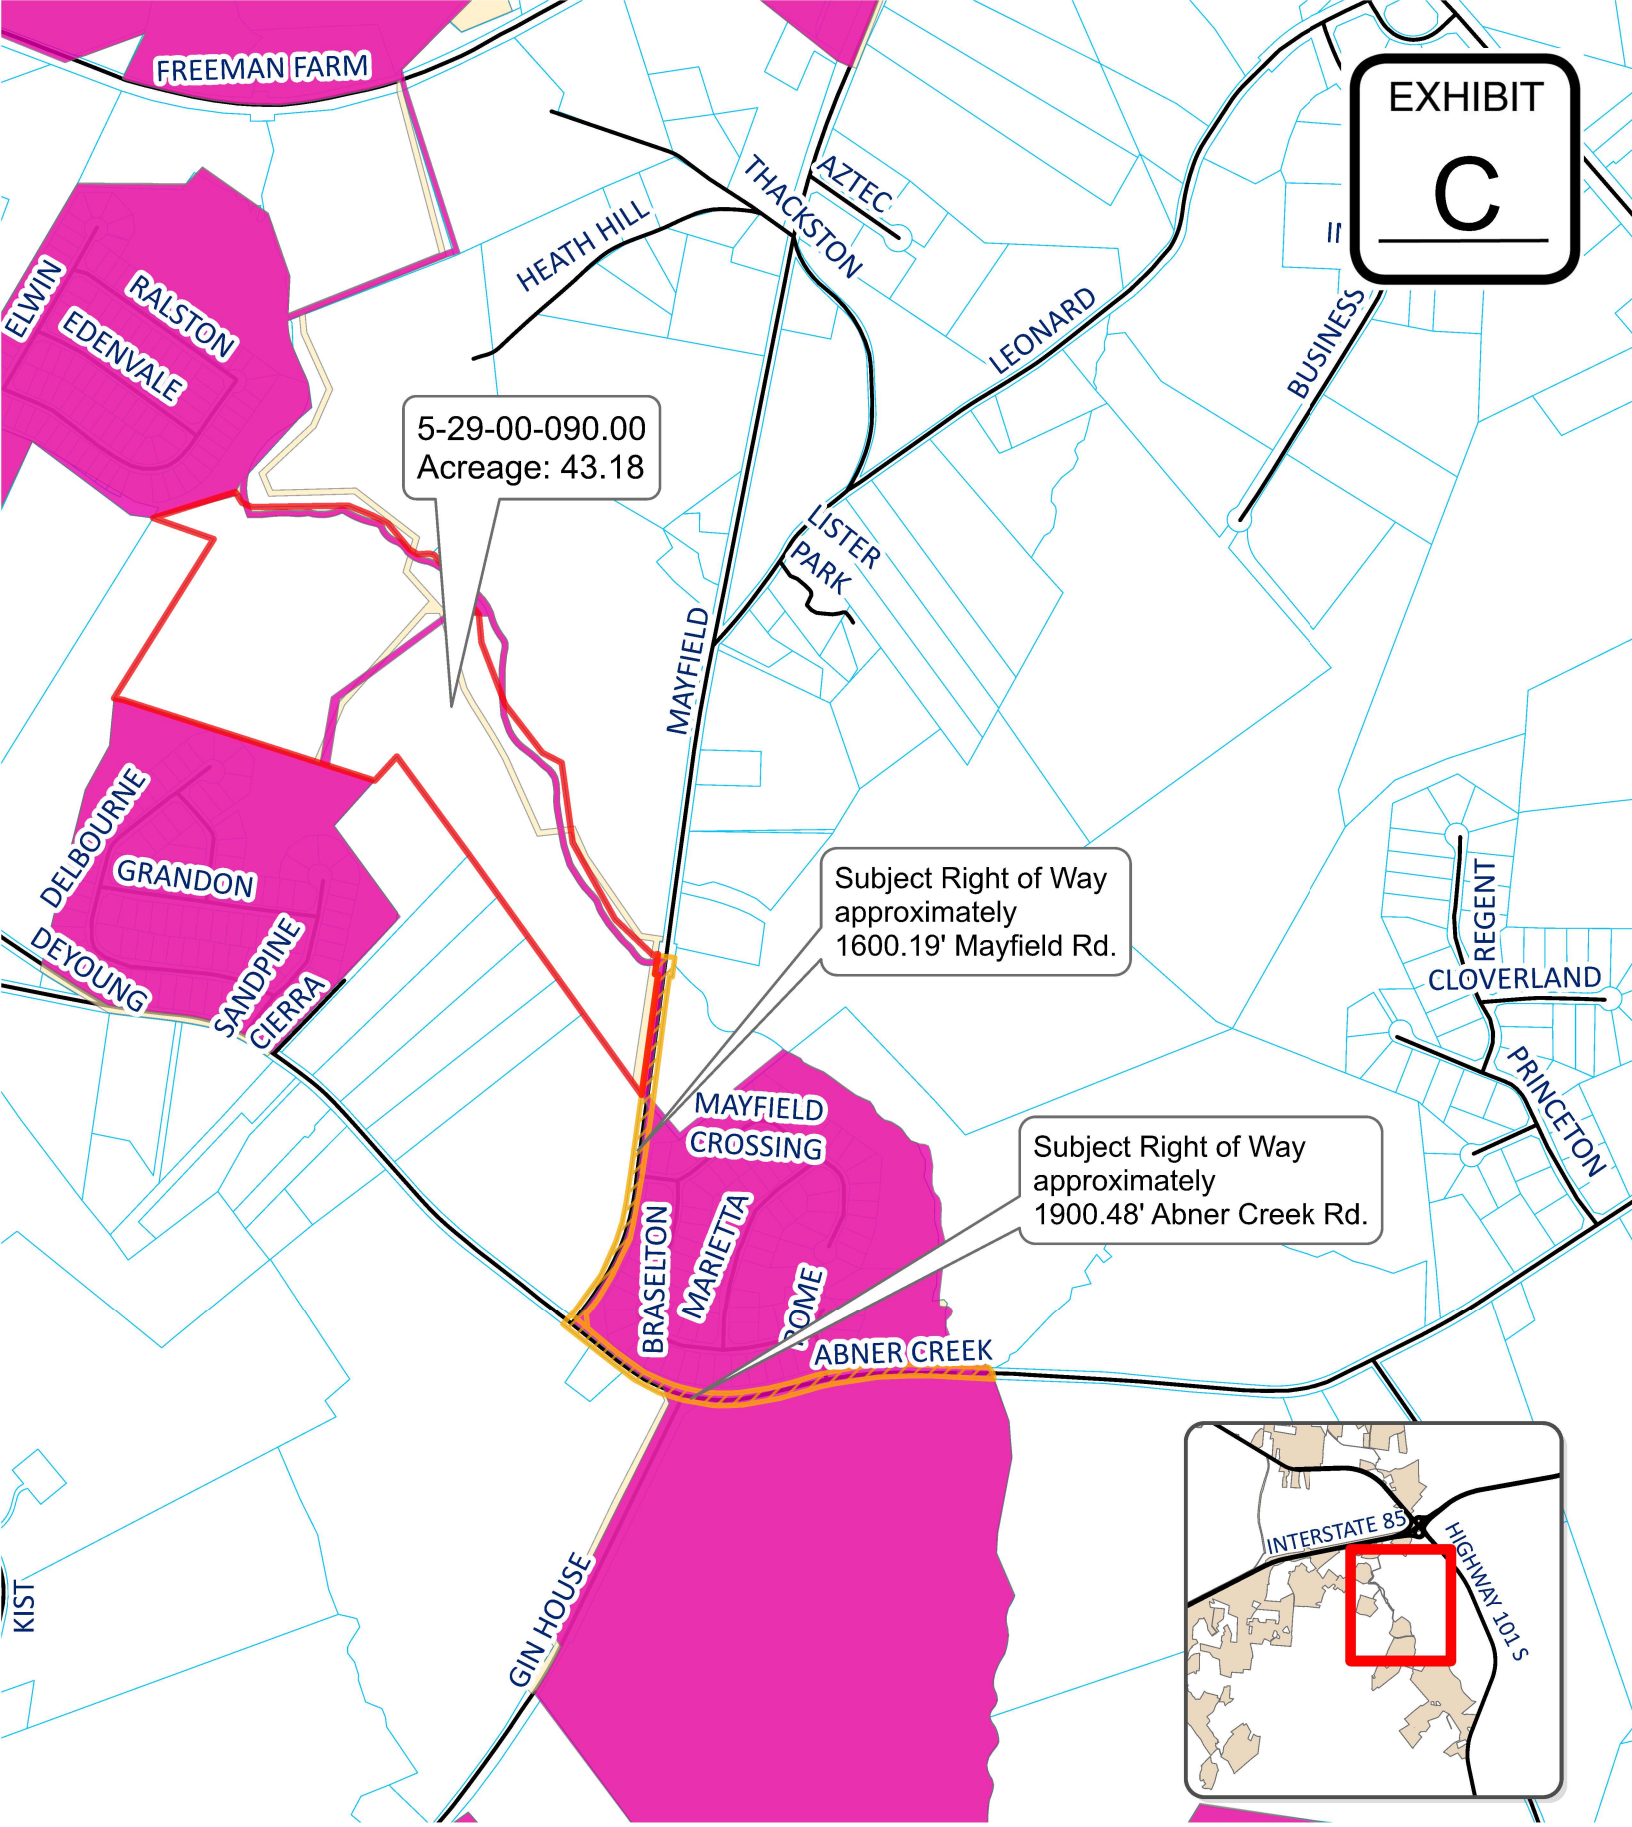 FREEMAN FARM
EXHIBIT
C
AZTEC
THACKSTON
HEATH HILL
ELWIN
RALSTON
EDENVALE
LEONARD
BUSINESS
5-29-00-090.00
Acreage: 43.18
LISTER
PARK
MAYFIELD
DELBOURNE
GRANDON
DEYOUNG
SANDPINE
CIERRA
Subject Right of Way
approximately
1600.19' Mayfield Rd.
REGENT
CLOVERLAND
PRINCETON
MAYFIELD
CROSSING
Subject Right of Way
approximately
1900.48' Abner Creek Rd.
BRASELTON
MARIETTA
ROME
ABNER CREEK
GIN HOUSE
KIST
INTERSTATE 85
HIGHWAY 101 S